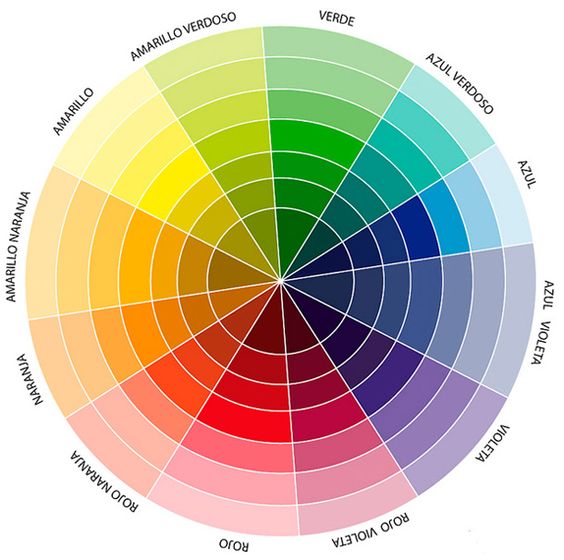 VERDE
AZUL VERDOSO
AZUL
AZUL VIOLETA
VIOLETA
ROJO VIOLETA
ROJO
ROJO NARANJA
NARANJA
AMARILLO NARANJA
AMARILLO
AMARILLO VERDOSO